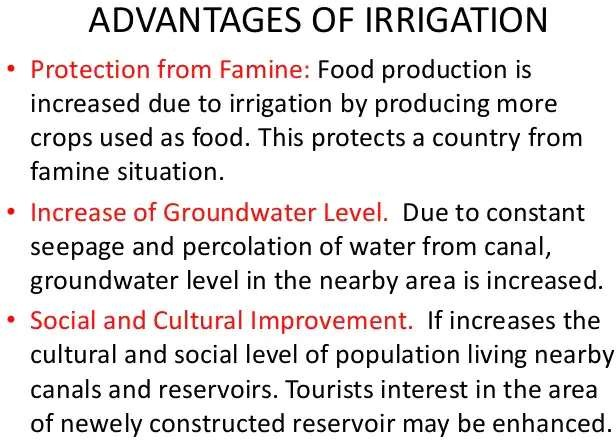 ADVANTAGES OF IRRIGATION
• Protection from Famine: Food production is
increased due to irrigation by producing more
crops used as food. This protects a country from
famine situation.
• Increase of Groundwater Level.  Due to constant
seepage and percolation of water from canal,
groundwater level in the nearby area is increased.
• Social and Cultural Improvement.  If increases the
cultural and social level of population living nearby
canals and reservoirs. Tourists interest in the area
of newly constructed reservoir may be enhanced.